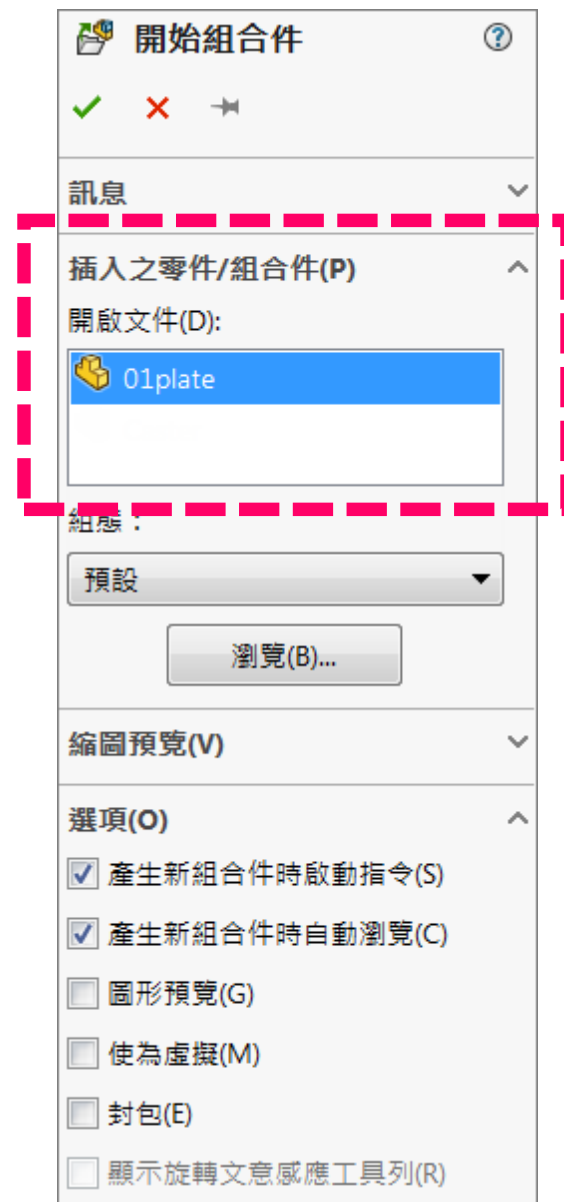 開始組合件
訊息
插入之零件/組合件(P)
開啟文件(D):
01plate
組態：
預設
瀏覽(B)...
縮圖預覽(V)
選項(O)
產生新組合件時啟動指令(S)
產生新組合件時自動瀏覽(C)
圖形預覽(G)
使為虛擬(M)
封包(E)
顯示旋轉文意感應工具列(R)